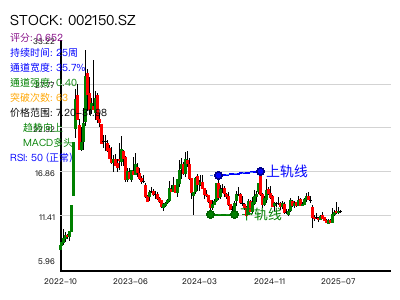 STOCK: 002150.SZ
评分: 0.652
33.22
持续时间: 25周
通道宽度: 35.7%
通道强度: 0.40
突破次数: 63
价格范围: 7.20-
趋势向上
MACD多头
RSI: 50 (正常)
16.86
11.41
5.96
上轨线
下轨线
2022-10
2023-06
2024-03
2024-11
2025-07